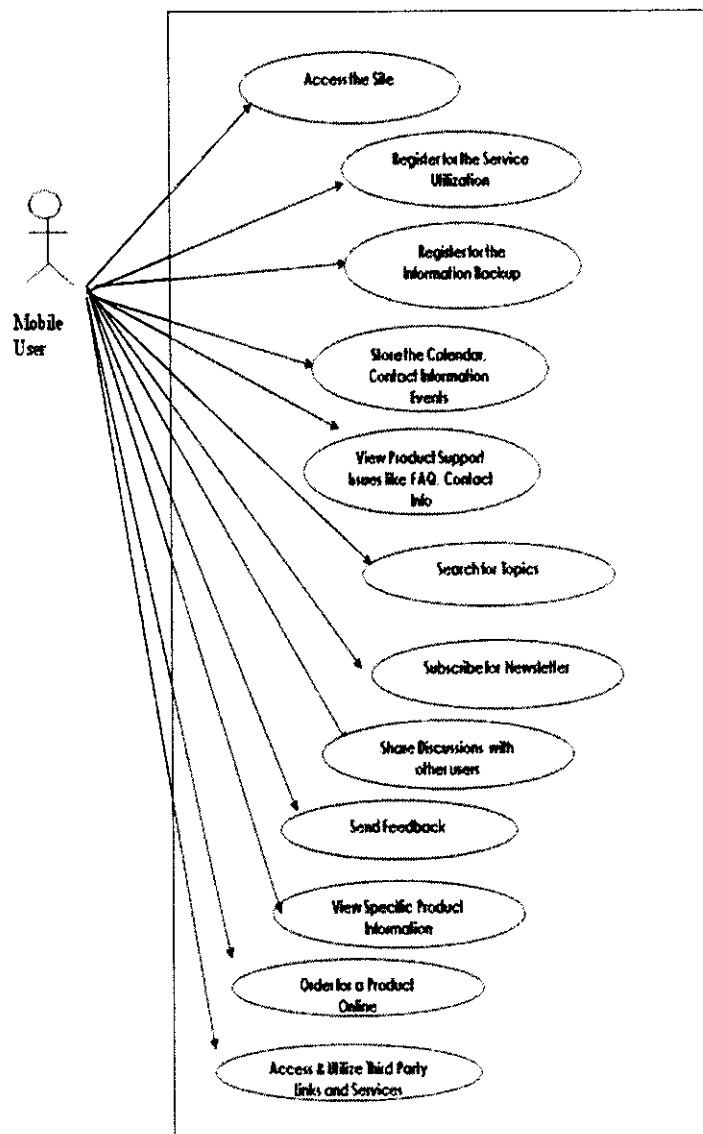 Access the Site
Register for the Service
Utilization
Register for the
Information Backup
Mobile
User
Store the Calendar,
Contact Information
Events
View Product Support
Issues like FAQ, Contact
Info
Search for Topics
Subscribe for Newsletter
Share Discussions with
other users
Send Feedback
View Specific Product
Information
Order for a Product
Online
Access & Utilize Third Party
Links and Services